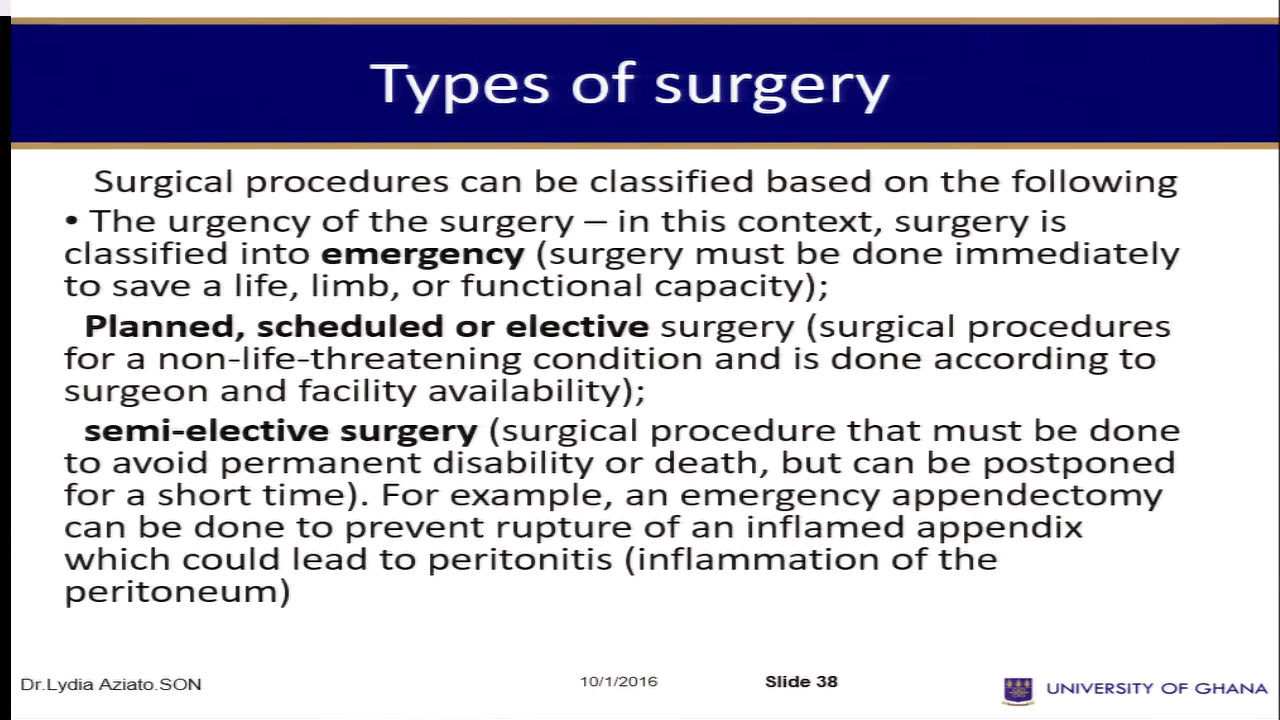 Types of surgery
Surgical procedures can be classified based on the following
• The urgency of the surgery – in this context, surgery is
classified into emergency (surgery must be done immediately
to save a life, limb, or functional capacity);
Planned, scheduled or elective surgery (surgical procedures
for a non-life-threatening condition and is done according to
surgeon and facility availability);
semi-elective surgery (surgical procedure that must be done
to avoid permanent disability or death, but can be postponed
for a short time). For example, an emergency appendectomy
can be done to prevent rupture of an inflamed appendix
which could lead to peritonitis (inflammation of the
peritoneum)
Dr.Lydia Aziato.SON
10/1/2016
Slide 38
UNIVERSITY OF GHANA